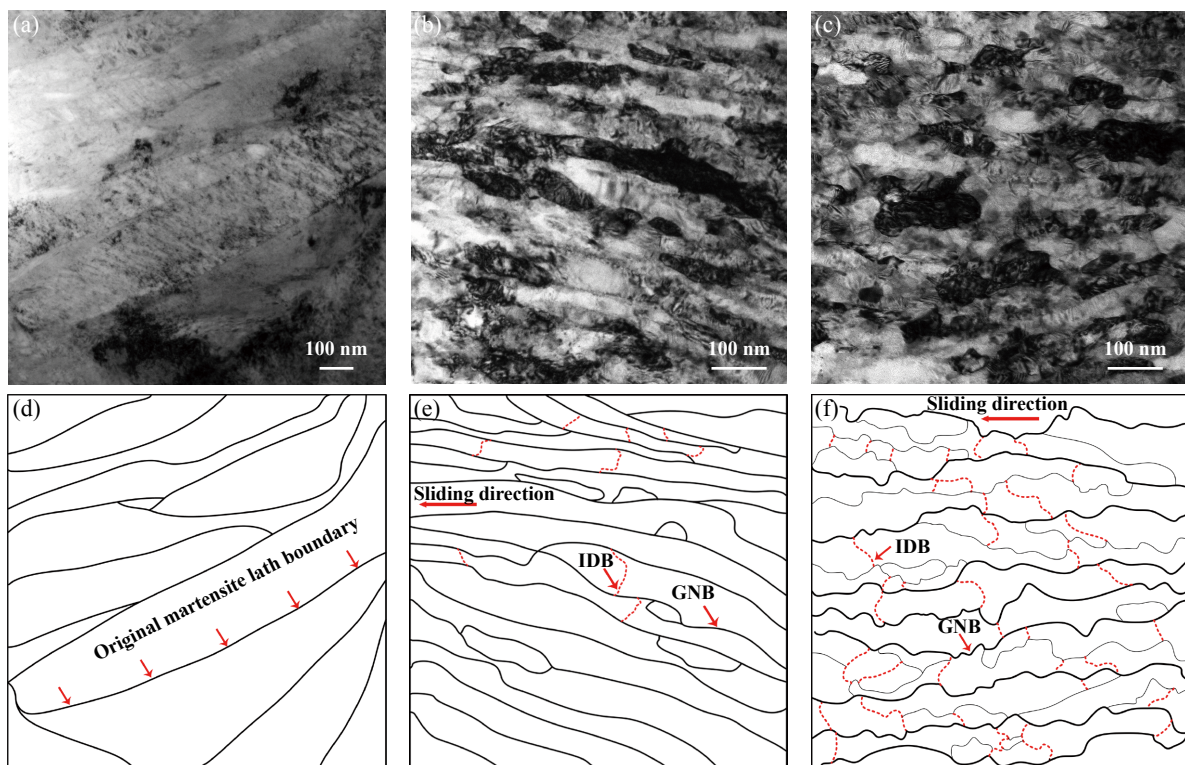 (a)
(b)
(c)
100 nm
100 nm
100 nm
(d)
(e)
(f)
Sliding direction
Sliding direction
Original martensite lath boundary
IDB
GNB
IDB
GNB